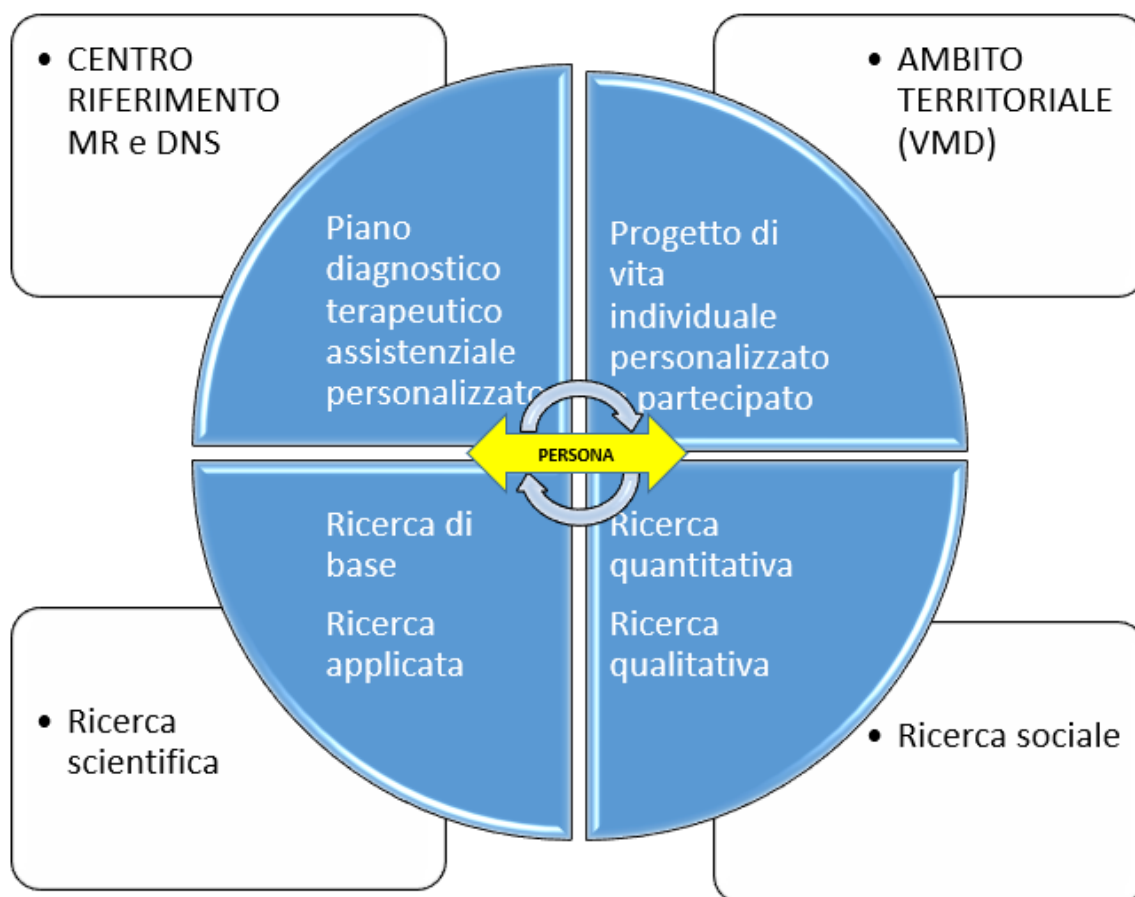 • CENTRO
RIFERIMENTO
MR e DNS
• AMBITO
TERRITORIALE
(VMD)
Piano
diagnostico
terapeutico
assistenziale
personalizzato
Progetto di
vita
individuale
personalizzato
partecipato
PERSONA
Ricerca di
base
Ricerca
applicata
Ricerca
quantitativa
Ricerca
qualitativa
• Ricerca
scientifica
• Ricerca sociale